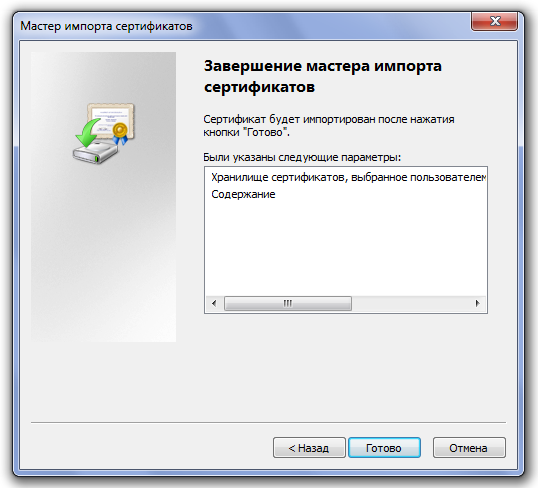 Мастер импорта сертификатов
Завершение мастера импорта
сертификатов
Сертификат будет импортирован после нажатия
кнопки "Готово".
Были указаны следующие параметры:
Хранилище сертификатов, выбранное пользователем
Содержание
< Назад
Готово
Отмена